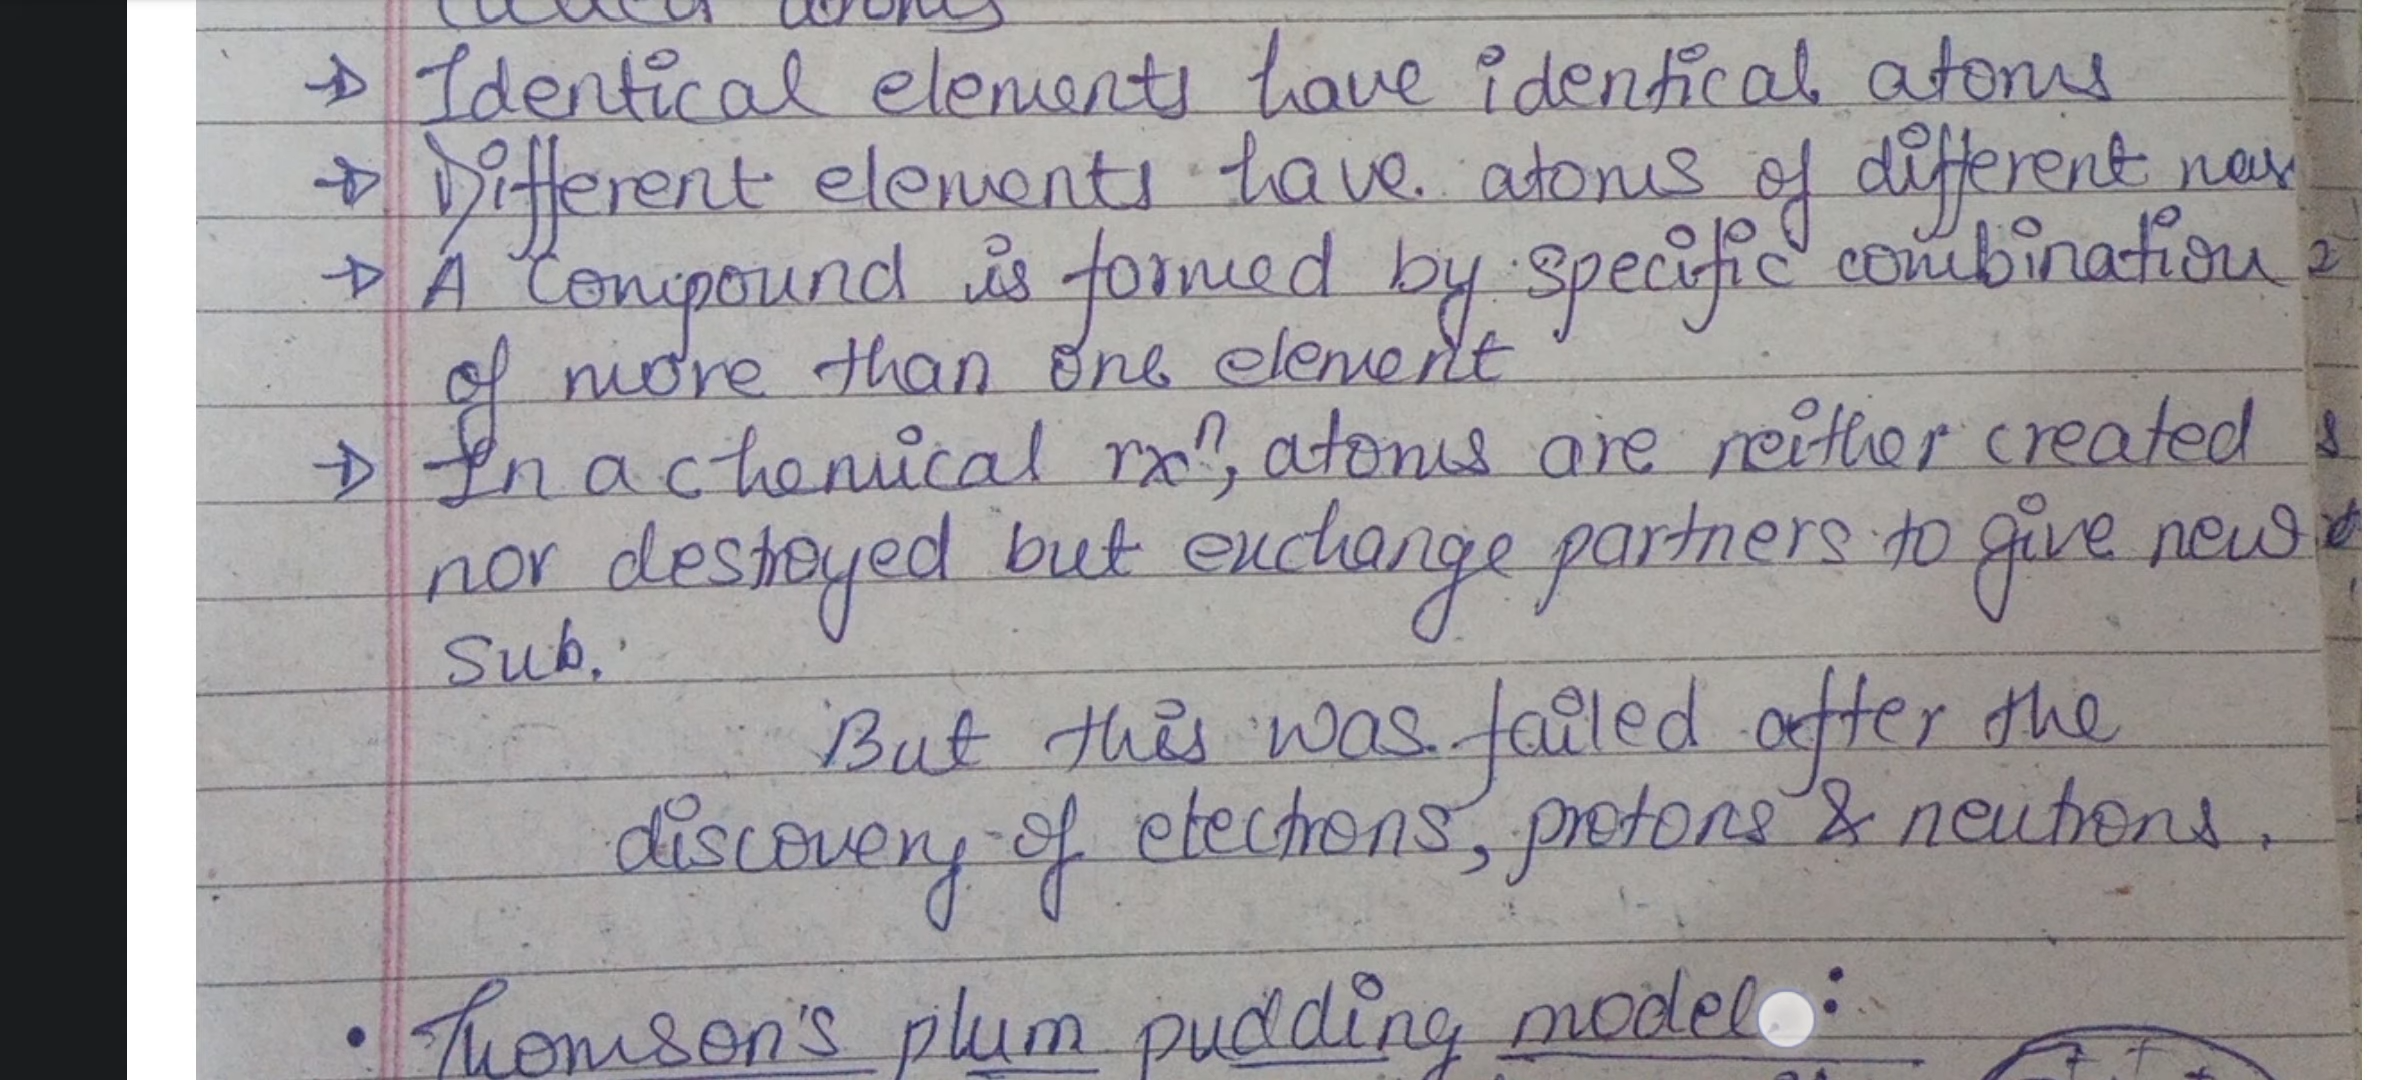 called atoms
→ Identical elements have identical atoms
→ Different elements have atoms of different
→ A Compound is formed by specific combination
of more than one element
→ In a chemical rxⁿ, atoms are neither created
nor destroyed but exchange partners to give new
sub.
But this was failed after the
discovery of electrons, protons & neutrons.
• Thomson's plum pudding model :